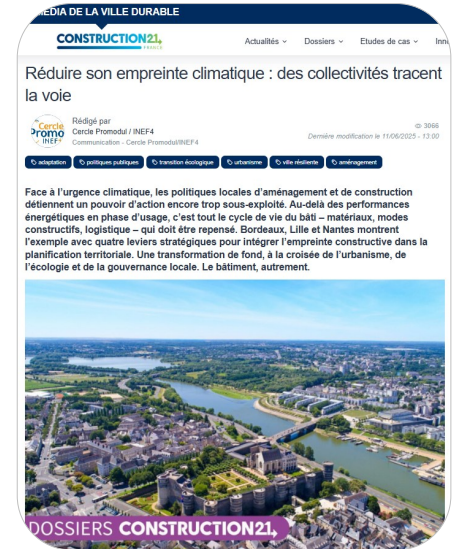 MEDIA DE LA VILLE DURABLE
CONSTRUCTION21
FRANCE
Actualités
Dossiers
Etudes de cas
Réduire son empreinte climatique : des collectivités tracent
la voie
Cercle
Promo
INEF4
Rédigé par
Cercle Promodul / INEF4
Communication - Cercle Promodul/INEF4
3066
Dernière modification le 11/06/2025 - 13:00
adaptation
politiques publiques
transition écologique
urbanisme
ville résiliente
aménagement
Face à l'urgence climatique, les politiques locales d'aménagement et de construction
détiennent un pouvoir d'action encore trop sous-exploité. Au-delà des performances
énergétiques en phase d'usage, c'est tout le cycle de vie du bâti – matériaux, modes
constructifs, logistique – qui doit être repensé. Bordeaux, Lille et Nantes montrent
l'exemple avec quatre leviers stratégiques pour intégrer l'empreinte constructive dans la
planification territoriale. Une transformation de fond, à la croisée de l'urbanisme, de
l'écologie et de la gouvernance locale. Le bâtiment, autrement.
DOSSIERS CONSTRUCTION21